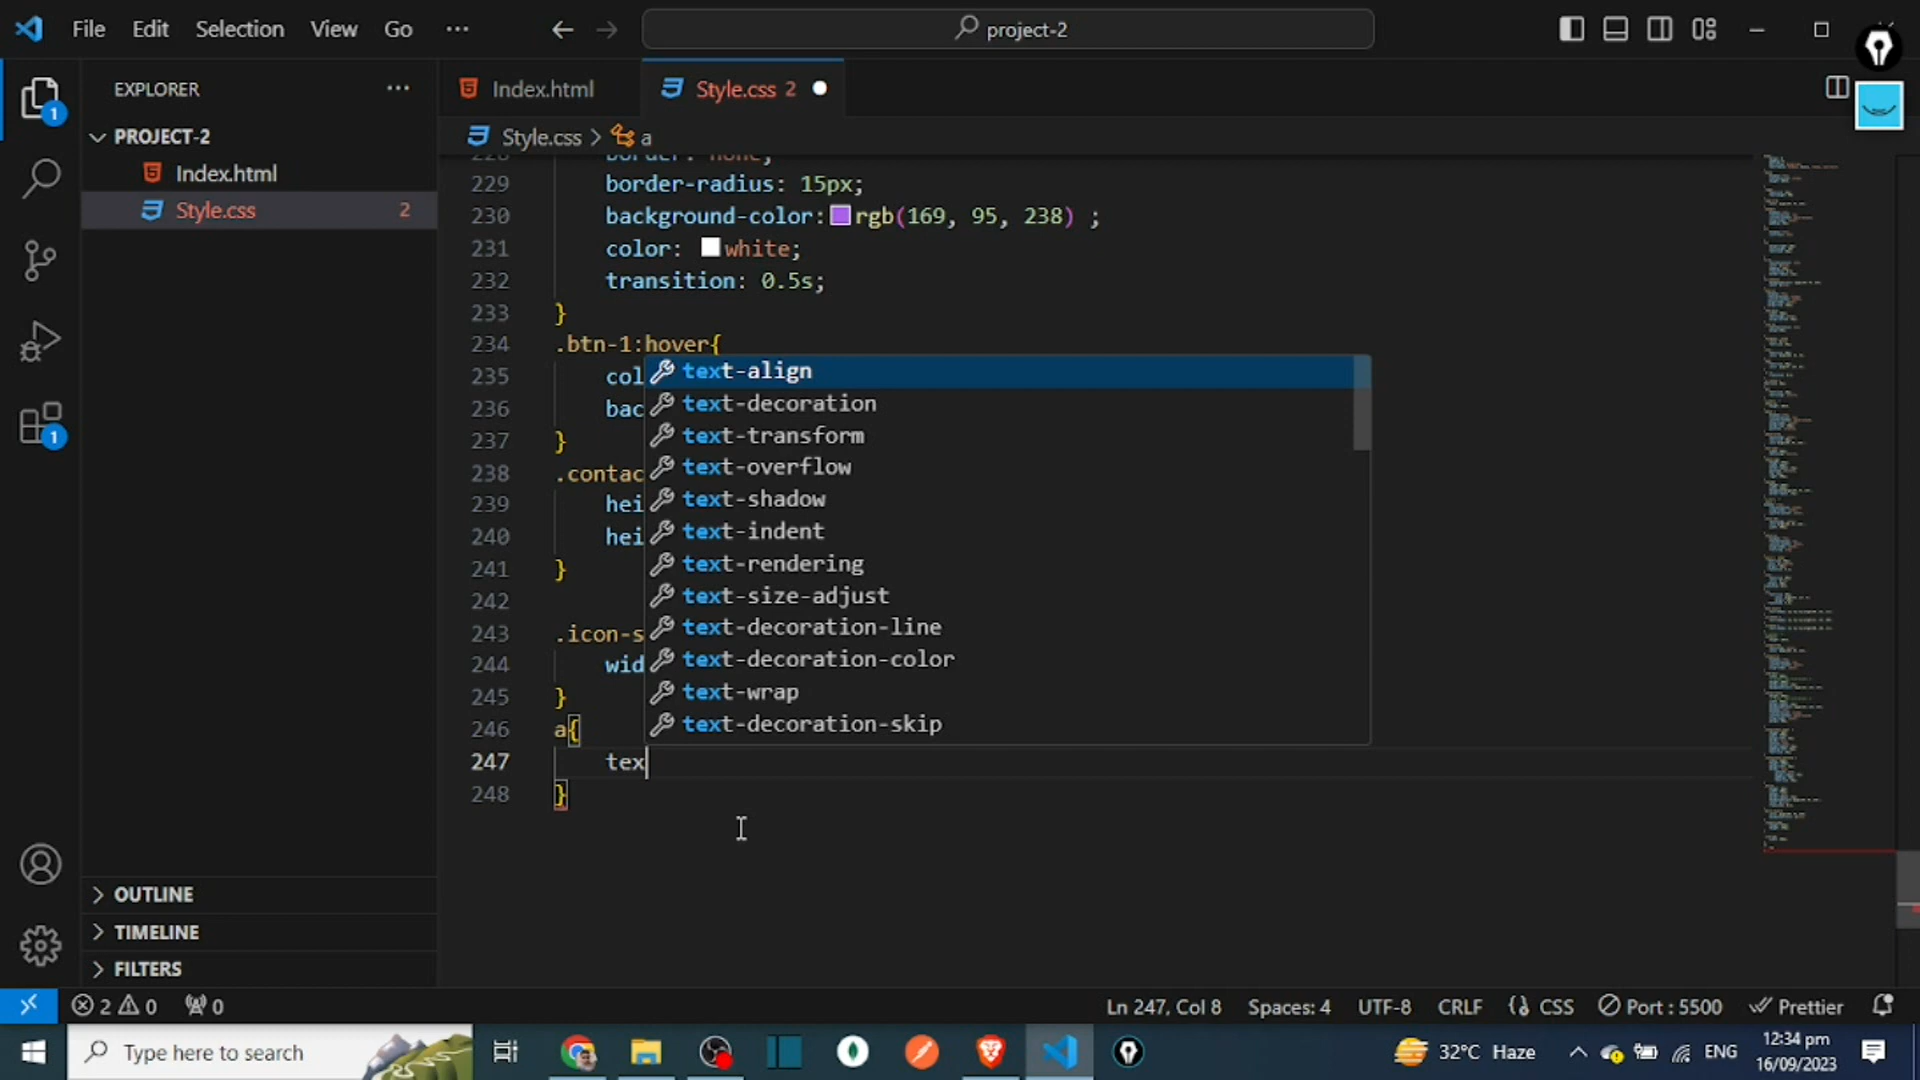 File Edit Selection View Go ···
project-2
EXPLORER ···
PROJECT-2
Index.html
Style.css 2
1
1
OUTLINE
TIMELINE
FILTERS
Index.html
Style.css 2
Style.css > a
229 border-radius: 15px;
230 background-color: rgb(169, 95, 238) ;
231 color: white;
232 transition: 0.5s;
233 }
234 .btn-1:hover{
235 col
236 bac
237 }
238 .contac
239 hei
240 hei
241 }
242
243 .icon-s
244 wid
245 }
246 a{
247 tex
248 }
text-align
text-decoration
text-transform
text-overflow
text-shadow
text-indent
text-rendering
text-size-adjust
text-decoration-line
text-decoration-color
text-wrap
text-decoration-skip
2 0 0
Ln 247, Col 8 Spaces: 4 UTF-8 CRLF CSS Port : 5500 Prettier
Type here to search
32°C Haze
ENG
12:34 pm
16/09/2023